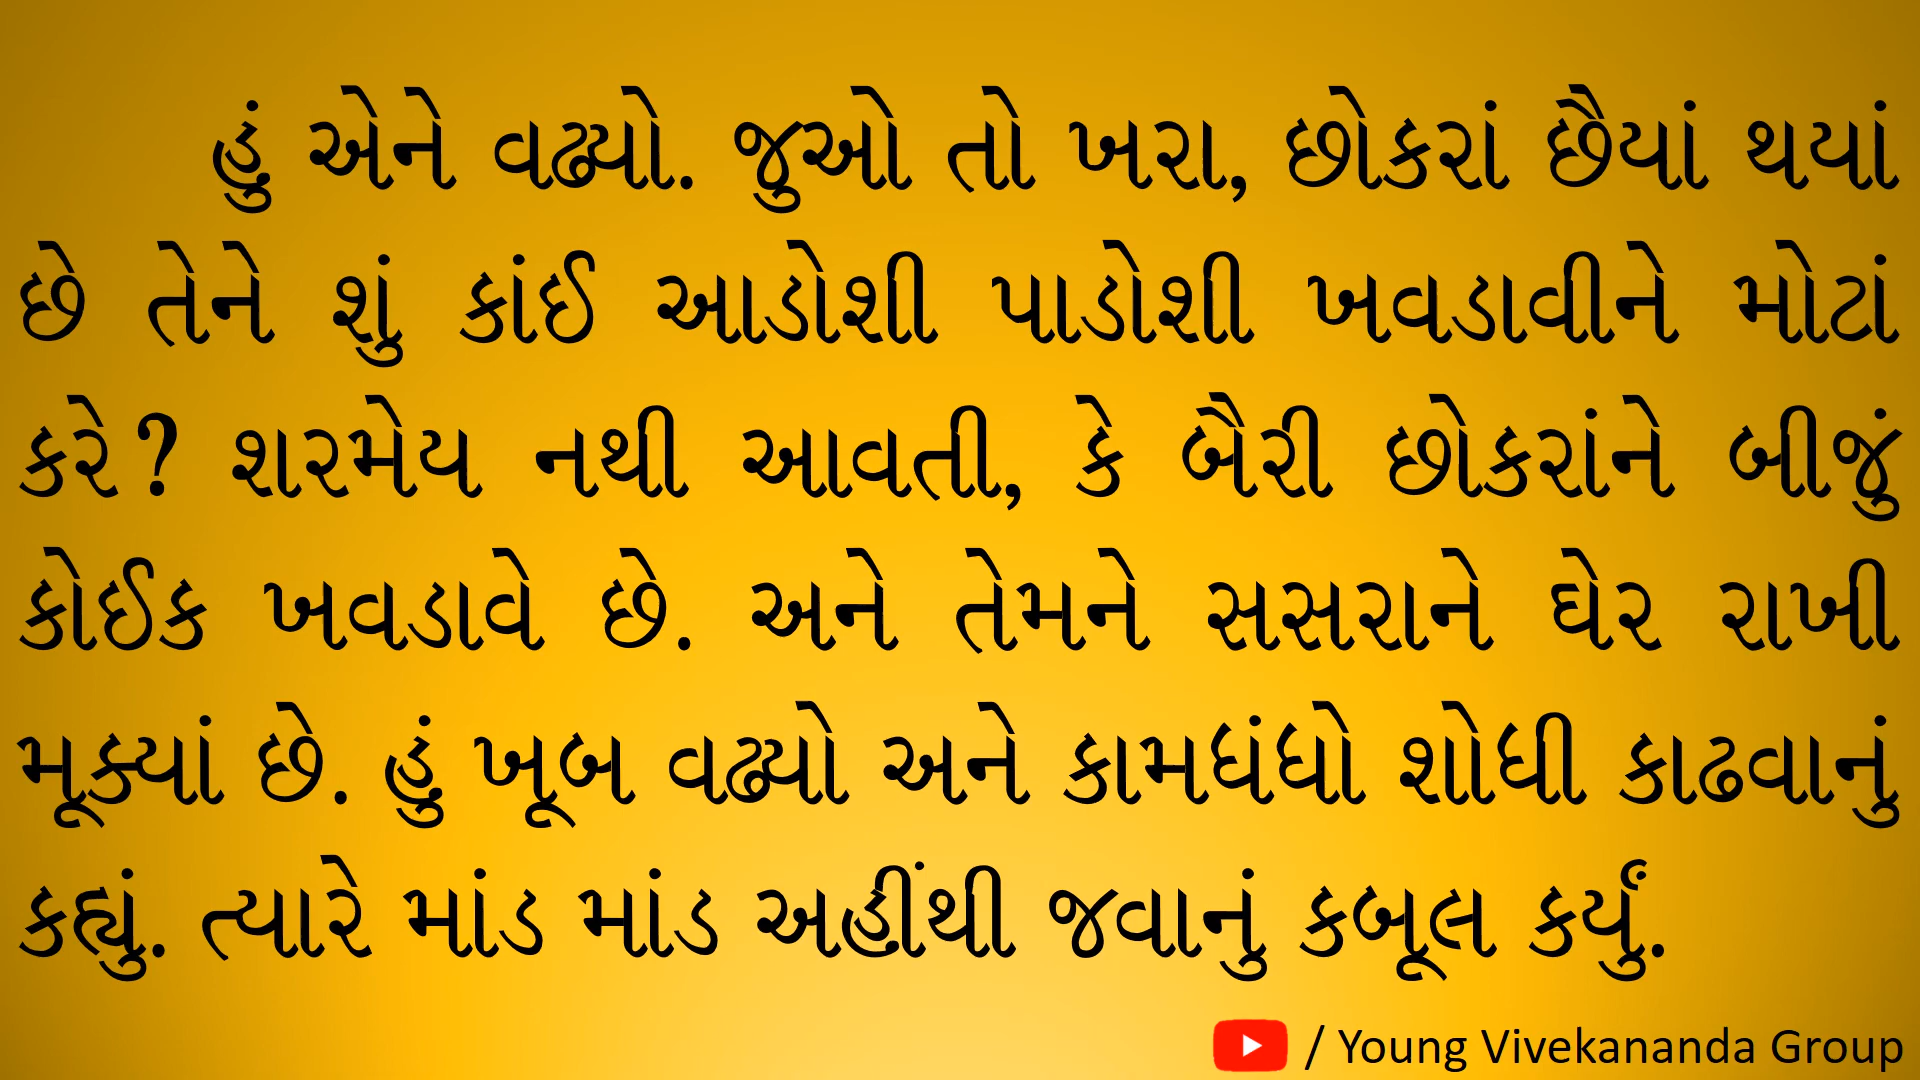 હું એને વઢ્યો. જુઓ તો ખરા, છોકરાં છૈયાં થયાં
છે તેને શું કાંઈ આડોશી પાડોશી ખવડાવીને મોટાં
કરે? શરમેય નથી આવતી, કે બૈરી છોકરાંને બીજું
કોઈક ખવડાવે છે. અને તેમને સસરાને ઘેર રાખી
મૂક્યાં છે. હું ખૂબ વઢ્યો અને કામધંધો શોધી કાઢવાનું
કહ્યું. ત્યારે માંડ માંડ અહીંથી જવાનું કબૂલ કર્યું.
/ Young Vivekananda Group